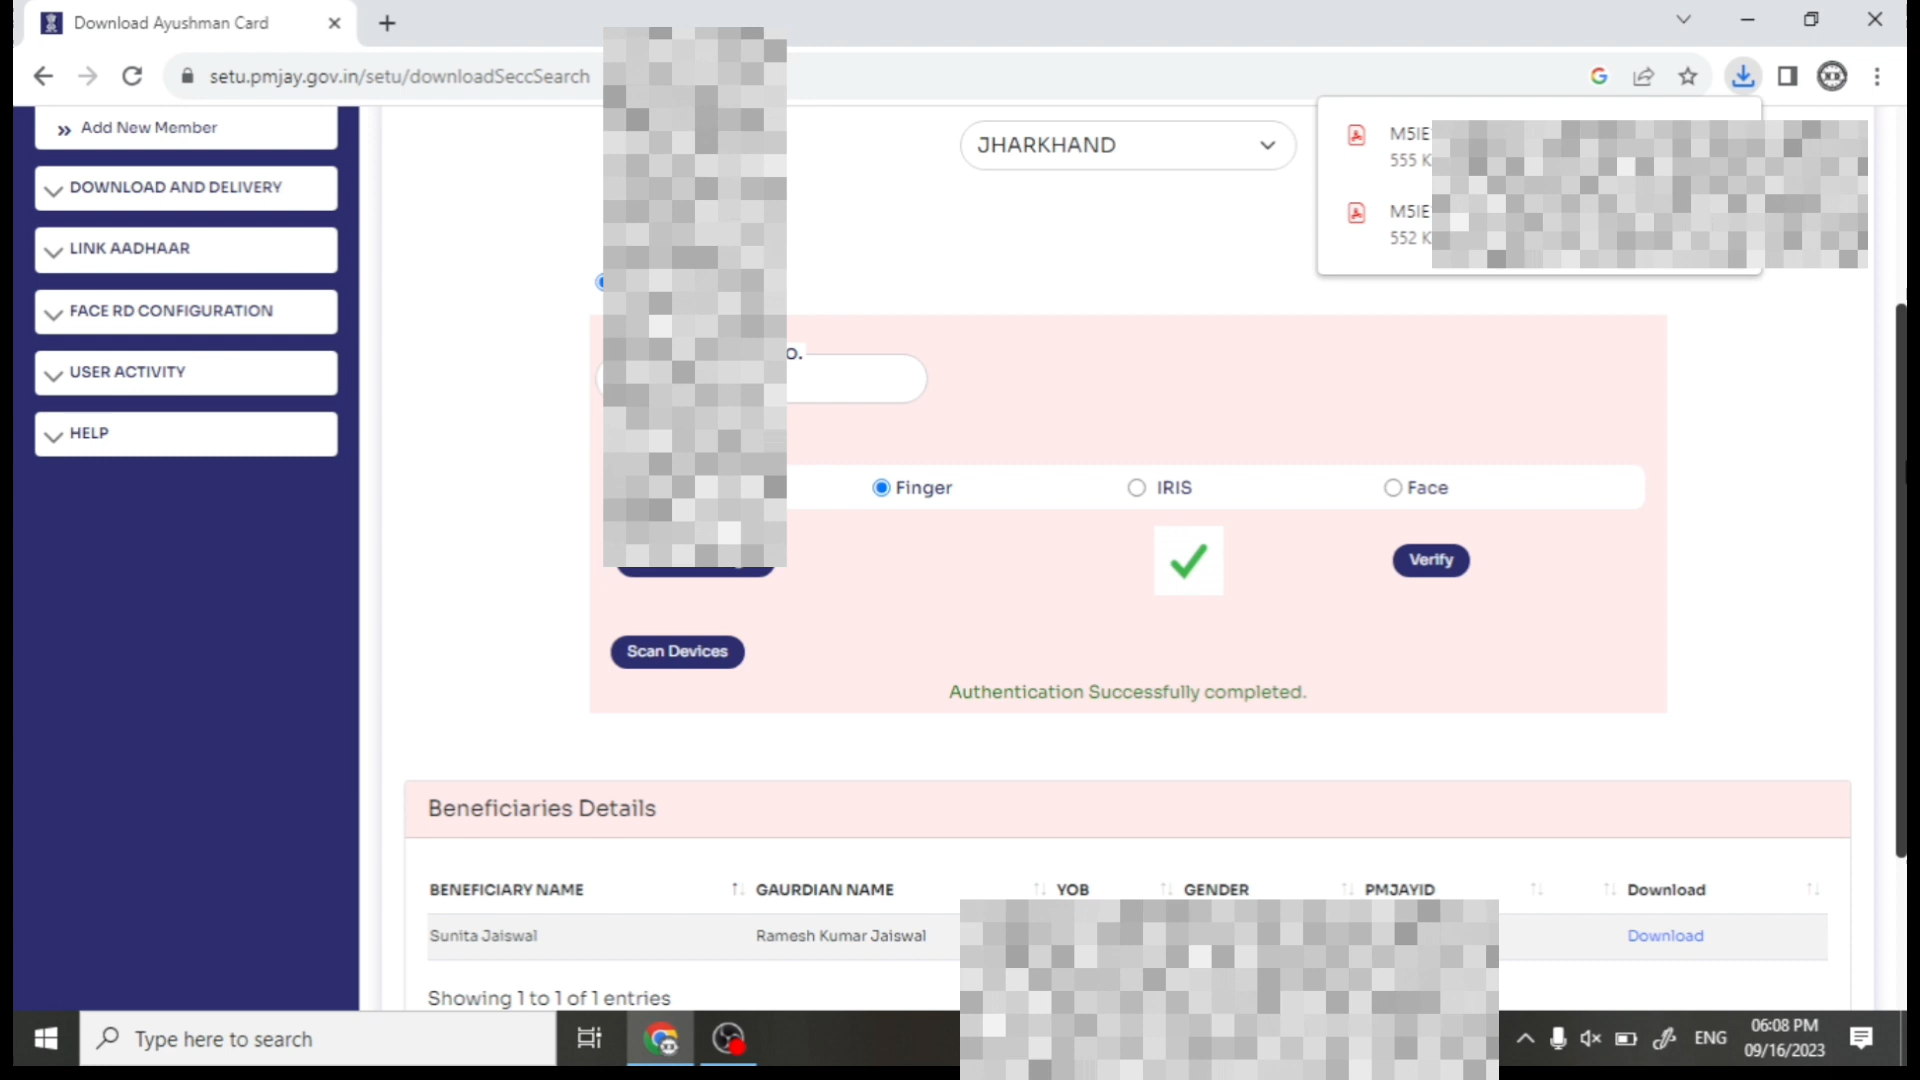 Download Ayushman Card
setu.pmjay.gov.in/setu/downloadSeccSearch
Add New Member
DOWNLOAD AND DELIVERY
LINK AADHAAR
FACE RD CONFIGURATION
USER ACTIVITY
HELP
JHARKHAND
M5IE
555 K
M5IE
552 K
o.
Finger
IRIS
Face
Verify
Scan Devices
Authentication Successfully completed.
Beneficiaries Details
BENEFICIARY NAME GAURDIAN NAME YOB GENDER PMJAYID Download
Sunita Jaiswal Ramesh Kumar Jaiswal Download
Showing 1 to 1 of 1 entries
Type here to search
ENG
06:08 PM
09/16/2023